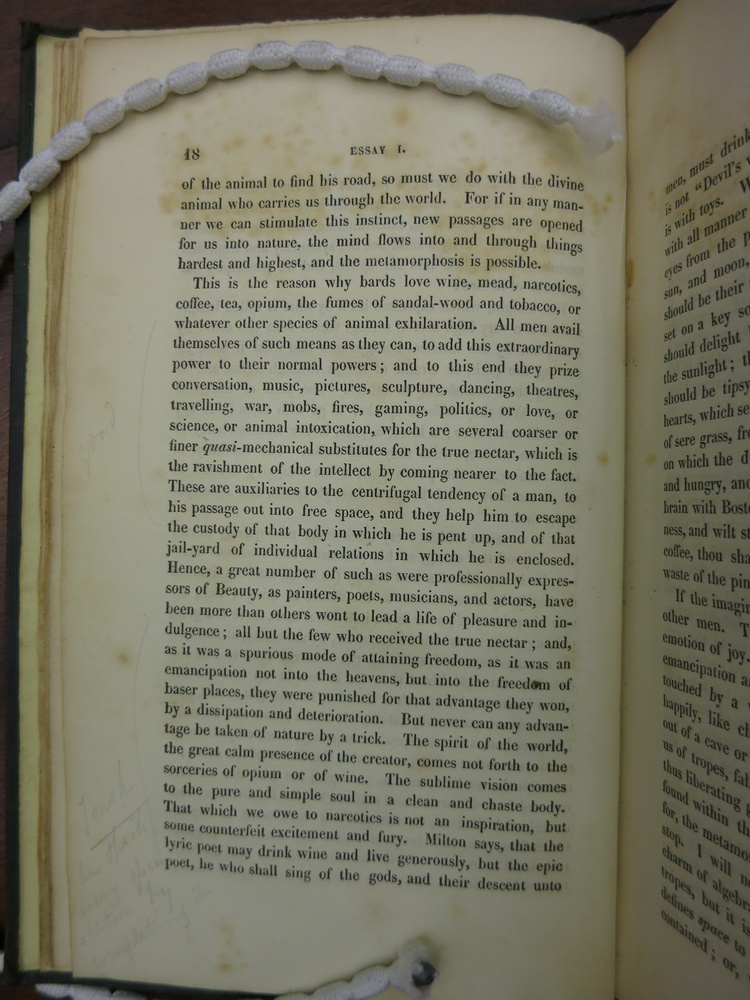 18
ESSAY I.
of the animal to find his road, so must we do with the divine
animal who carries us through the world. For if in any man-
ner we can stimulate this instinct, new passages are opened
for us into nature, the mind flows into and through things
hardest and highest, and the metamorphosis is possible.
This is the reason why bards love wine, mead, narcotics,
coffee, tea, opium, the fumes of sandal-wood and tobacco, or
whatever other species of animal exhilaration. All men avail
themselves of such means as they can, to add this extraordinary
power to their normal powers; and to this end they prize
conversation, music, pictures, sculpture, dancing, theatres,
travelling, war, mobs, fires, gaming, politics, or love, or
science, or animal intoxication, which are several coarser or
finer quasi-mechanical substitutes for the true nectar, which is
the ravishment of the intellect by coming nearer to the fact.
These are auxiliaries to the centrifugal tendency of a man, to
his passage out into free space, and they help him to escape
the custody of that body in which he is pent up, and of that
jail-yard of individual relations in which he is enclosed.
Hence, a great number of such as were professionally expres-
sors of Beauty, as painters, poets, musicians, and actors, have
been more than others wont to lead a life of pleasure and in-
dulgence; all but the few who received the true nectar; and,
as it was a spurious mode of attaining freedom, as it was an
emancipation not into the heavens, but into the freedom of
baser places, they were punished for that advantage they won,
by a dissipation and deterioration. But never can any advan-
tage be taken of nature by a trick. The spirit of the world,
the great calm presence of the creator, comes not forth to the
sorceries of opium or of wine. The sublime vision comes
to the pure and simple soul in a clean and chaste body.
That which we owe to narcotics is not an inspiration, but
some counterfeit excitement and fury. Milton says, that the
lyric poet may drink wine and live generously, but the epic
poet, he who shall sing of the gods, and their descent unto
men, must drink
is not "Devil's
is with toys. W
with all manner
eyes from the
sun, and moon,
should be their
set on a key so
should delight
the sunlight; th
should be tipsy
hearts, which se
of sere grass, fr
on which the d
and hungry, and
brain with Bost
ness, and wilt st
coffee, thou sha
waste of the pin
If the imagin
other men. T
emotion of joy.
emancipation a
touched by a
happily, like cl
out of a cave or
us of tropes, fal
thus liberating
found within th
for, the metamo
stop. I will no
charm of algebr
tropes, but it is
defines space to
contained; or,